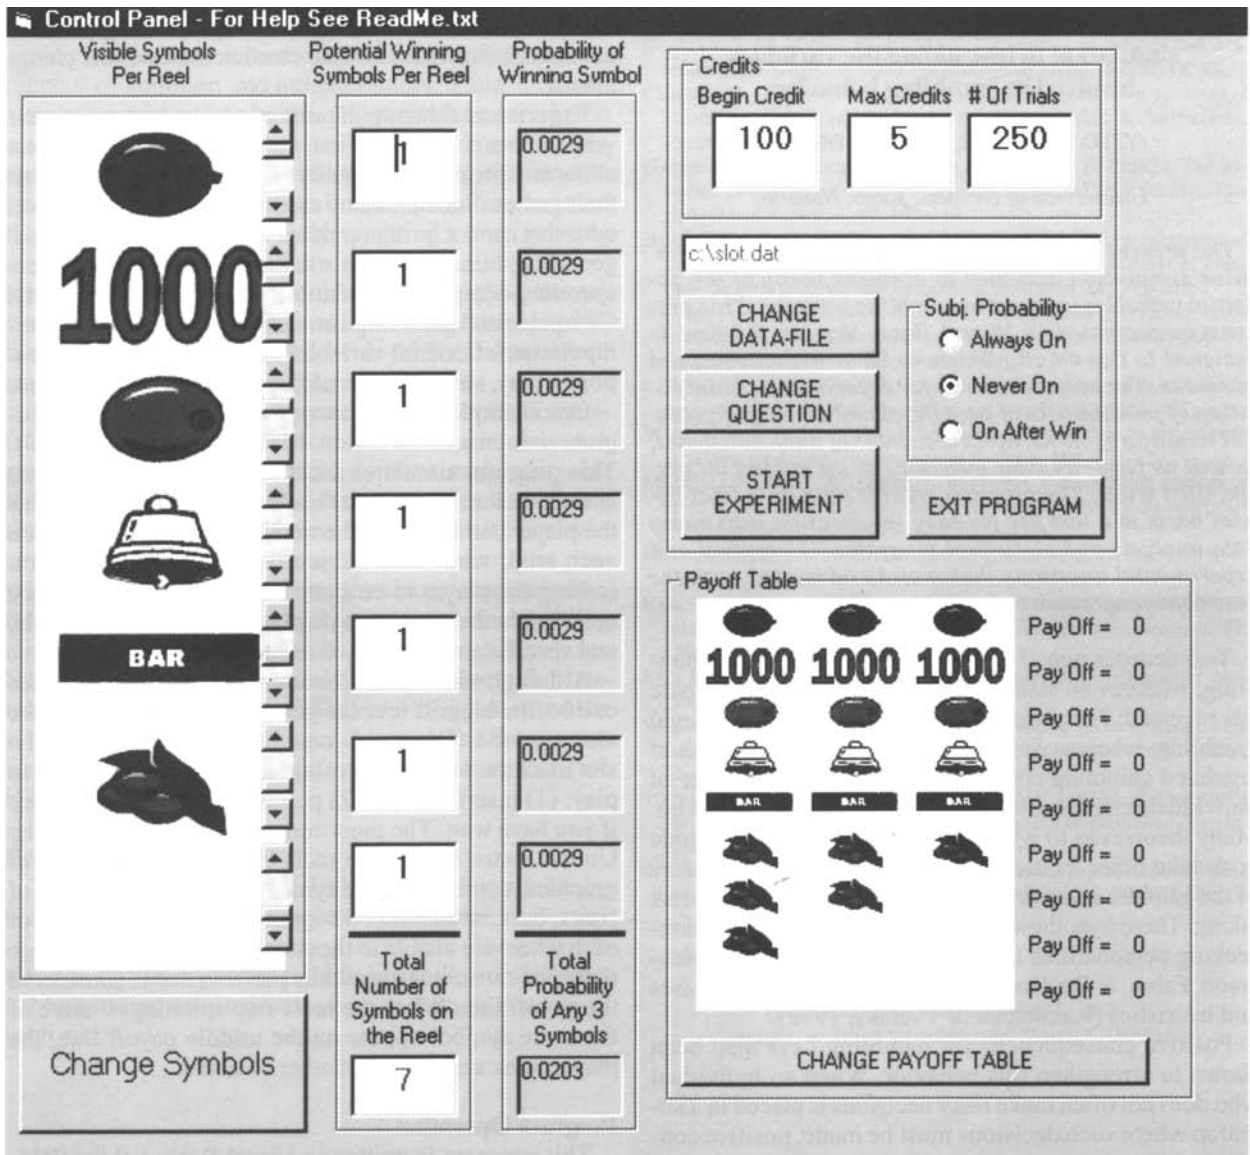 Control Panel - For Help See ReadMe.txt
Visible Symbols
Per Reel
Potential Winning
Symbols Per Reel
Probability of
Winning Symbol
1
0.0029
1000
1
0.0029
1
0.0029
1
0.0029
BAR
1
0.0029
1
0.0029
1
0.0029
Total
Number of
Symbols on
the Reel
7
Total
Probability
of Any 3
Symbols
0.0203
Change Symbols
Credits
Begin Credit
Max Credits
# Of Trials
100
5
250
c:\slot.dat
CHANGE
DATA-FILE
CHANGE
QUESTION
Subj. Probability
Always On
Never On
On After Win
START
EXPERIMENT
EXIT PROGRAM
Payoff Table
Pay Off = 0
1000 1000 1000 Pay Off = 0
Pay Off = 0
Pay Off = 0
BAR BAR BAR Pay Off = 0
Pay Off = 0
Pay Off = 0
Pay Off = 0
Pay Off = 0
CHANGE PAYOFF TABLE